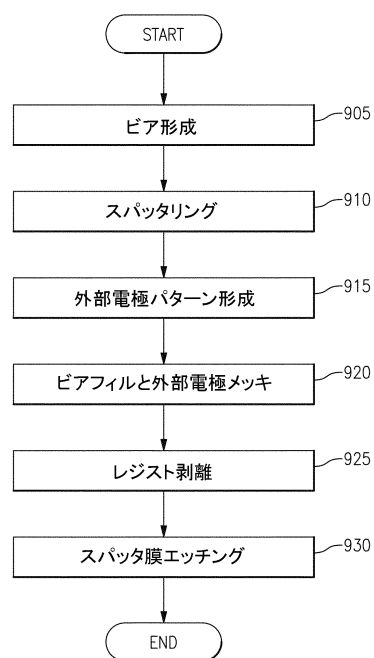 START
ビア形成
905
スパッタリング
910
外部電極パターン形成
915
ビアフィルと外部電極メッキ
920
レジスト剥離
925
スパッタ膜エッチング
930
END